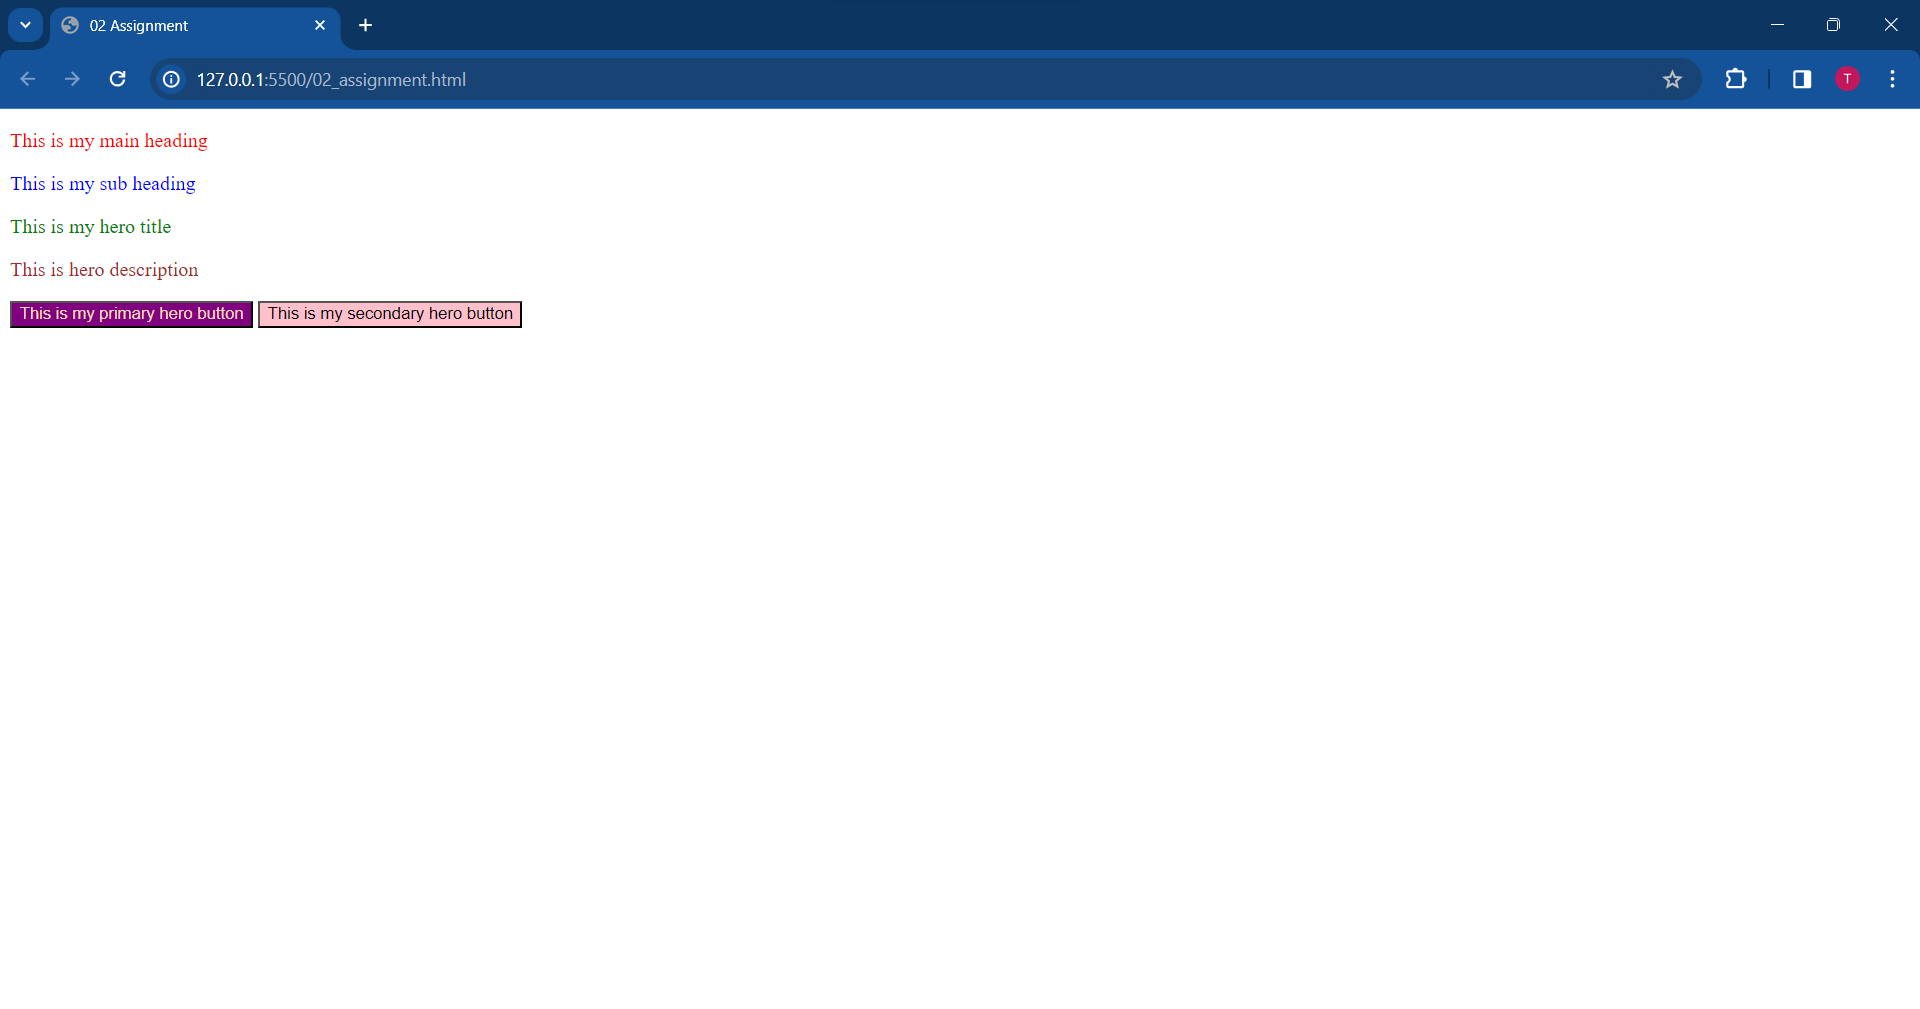 02 Assignment
127.0.0.1:5500/02_assignment.html
T
This is my main heading
This is my sub heading
This is my hero title
This is hero description
This is my primary hero button This is my secondary hero button